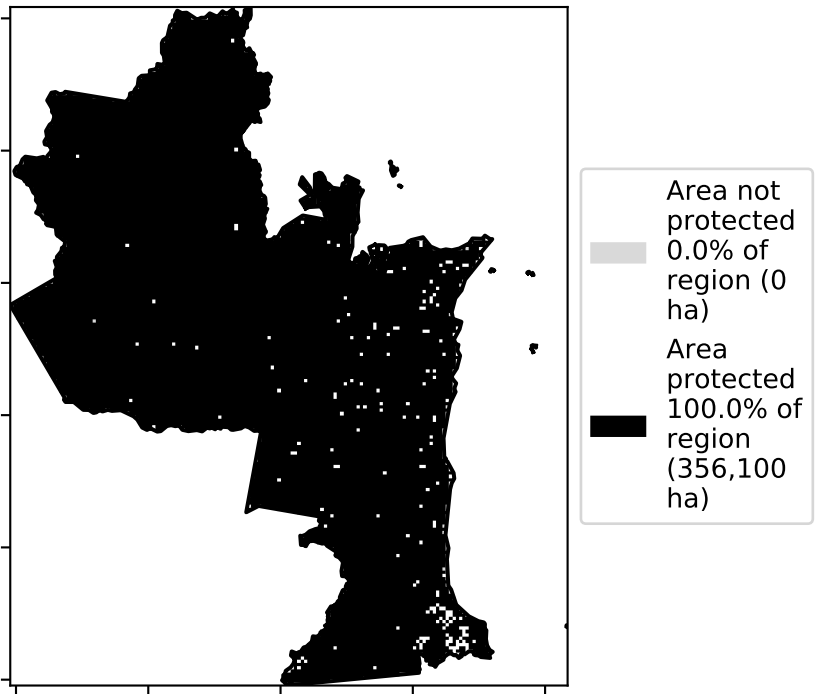 Area not
protected
0.0% of
region (0
ha)
Area
protected
100.0% of
region
(356,100
ha)